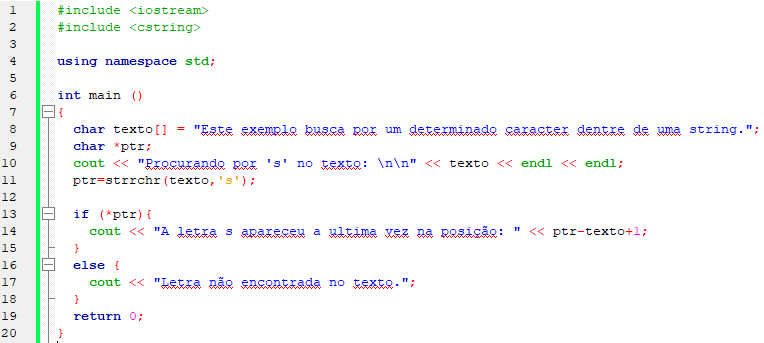 1 #include <iostream>
2 #include <cstring>
3
4 using namespace std;
5
6 int main ()
7 {
8 char texto[] = "Este exemplo busca por um determinado caracter dentre de uma string.";
9 char *ptr;
10 cout << "Procurando por 's' no texto: \n\n" << texto << endl << endl;
11 ptr=strrchr(texto,'s');
12
13 if (*ptr){
14 cout << "A letra s apareceu a ultima vez na posição: " << ptr-texto+1;
15 }
16 else {
17 cout << "Letra não encontrada no texto.";
18 }
19 return 0;
20 }